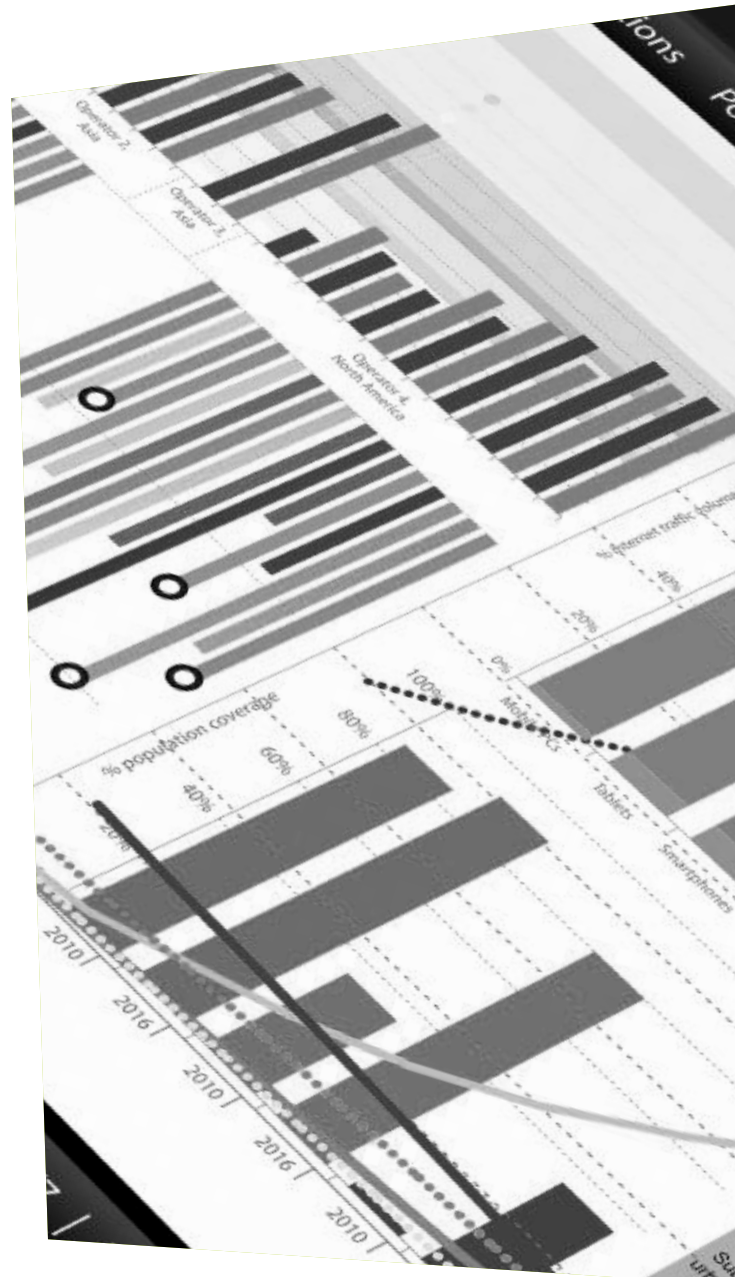 Operator 2,
Asia
Operator 3,
Asia
Operator 4,
North America
% Internet traffic volume
40%
20%
0%
Mobile PCs
Tablets
Smartphones
% population coverage
100%
80%
60%
40%
20%
2010
2016
2010
2016
2010